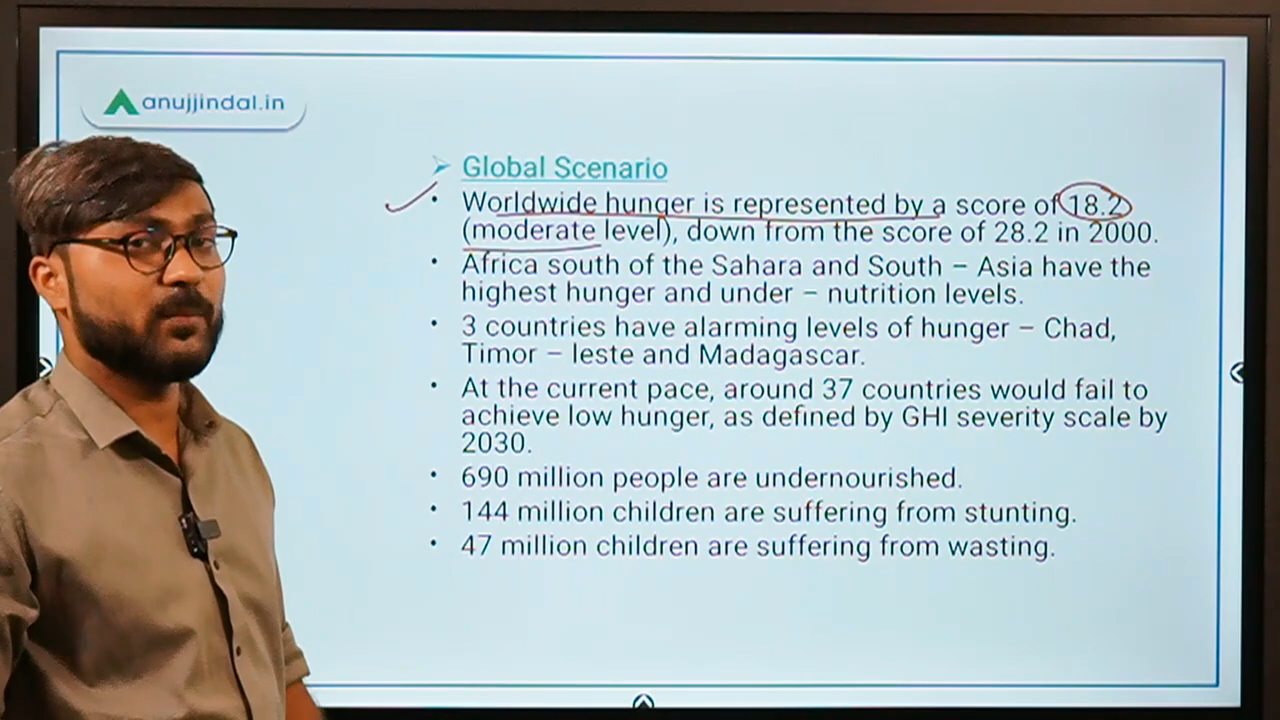 anujjindal.in
➢ Global Scenario
• Worldwide hunger is represented by a score of 18.2
(moderate level), down from the score of 28.2 in 2000.
• Africa south of the Sahara and South – Asia have the
highest hunger and under – nutrition levels.
• 3 countries have alarming levels of hunger – Chad,
Timor – leste and Madagascar.
• At the current pace, around 37 countries would fail to
achieve low hunger, as defined by GHI severity scale by
2030.
• 690 million people are undernourished.
• 144 million children are suffering from stunting.
• 47 million children are suffering from wasting.